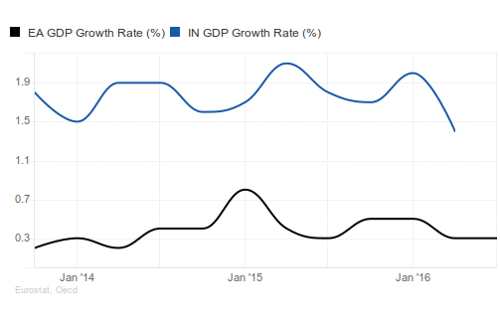 EA GDP Growth Rate (%) IN GDP Growth Rate (%)
1.9
1.5
1.1
0.7
0.3
Jan '14 Jan '15 Jan '16
Eurostat, Oecd